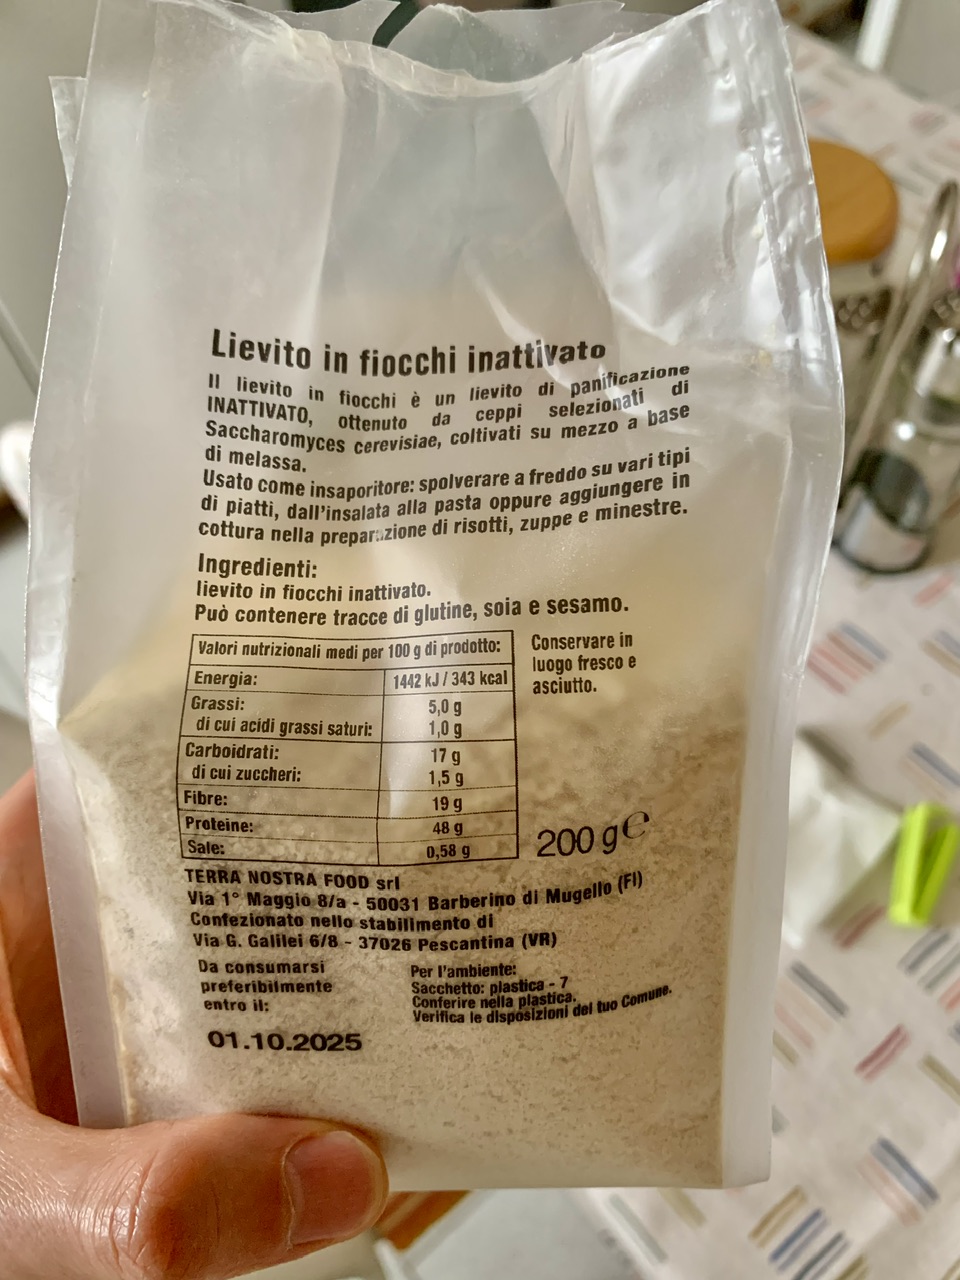 Lievito in fiocchi inattivato
Il lievito in fiocchi è un lievito di panificazione
INATTIVATO, ottenuto da ceppi selezionati di
Saccharomyces cerevisiae, coltivati su mezzo a base
di melassa.
Usato come insaporitore: spolverare a freddo su vari tipi
di piatti, dall'insalata alla pasta oppure aggiungere in
cottura nella preparazione di risotti, zuppe e minestre.
Ingredienti:
lievito in fiocchi inattivato.
Può contenere tracce di glutine, soia e sesamo.
Valori nutrizionali medi per 100 g di prodotto:
Energia: 1442 kJ / 343 kcal
Grassi: 5,0 g
di cui acidi grassi saturi: 1,0 g
Carboidrati: 17 g
di cui zuccheri: 1,5 g
Fibre: 19 g
Proteine: 48 g
Sale: 0,58 g
Conservare in
luogo fresco e
asciutto.
200 g e
TERRA NOSTRA FOOD srl
Via 1° Maggio 8/a - 50031 Barberino di Mugello (FI)
Confezionato nello stabilimento di
Via G. Galilei 6/8 - 37026 Pescantina (VR)
Da consumarsi
preferibilmente
entro il:
01.10.2025
Per l'ambiente:
Sacchetto: plastica - 7
Conferire nella plastica.
Verifica le disposizioni del tuo Comune.